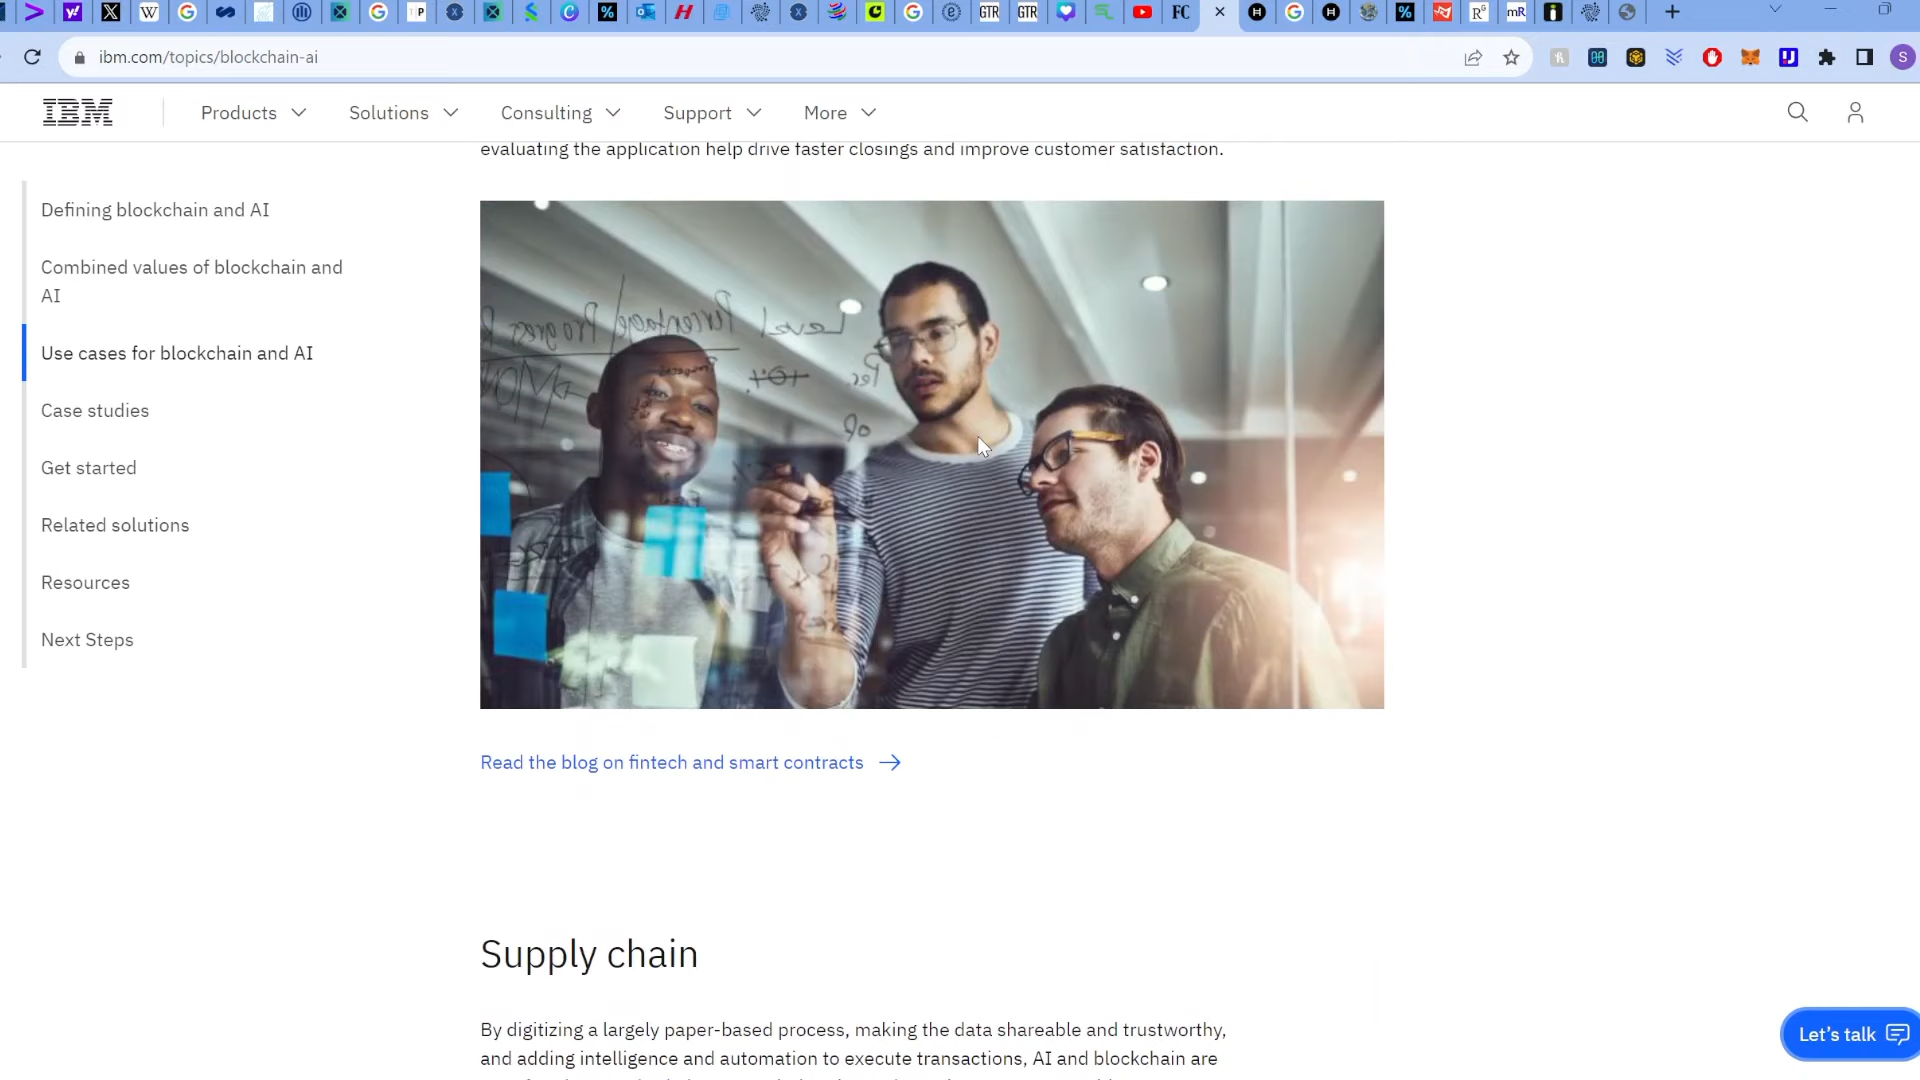 ibm.com/topics/blockchain-ai
IBM
Products
Solutions
Consulting
Support
More
evaluating the application help drive faster closings and improve customer satisfaction.
Defining blockchain and AI
Combined values of blockchain and
AI
Use cases for blockchain and AI
Case studies
Get started
Related solutions
Resources
Next Steps
Level Percentage Progress
Read the blog on fintech and smart contracts
Supply chain
By digitizing a largely paper-based process, making the data shareable and trustworthy,
and adding intelligence and automation to execute transactions, AI and blockchain are
Let's talk